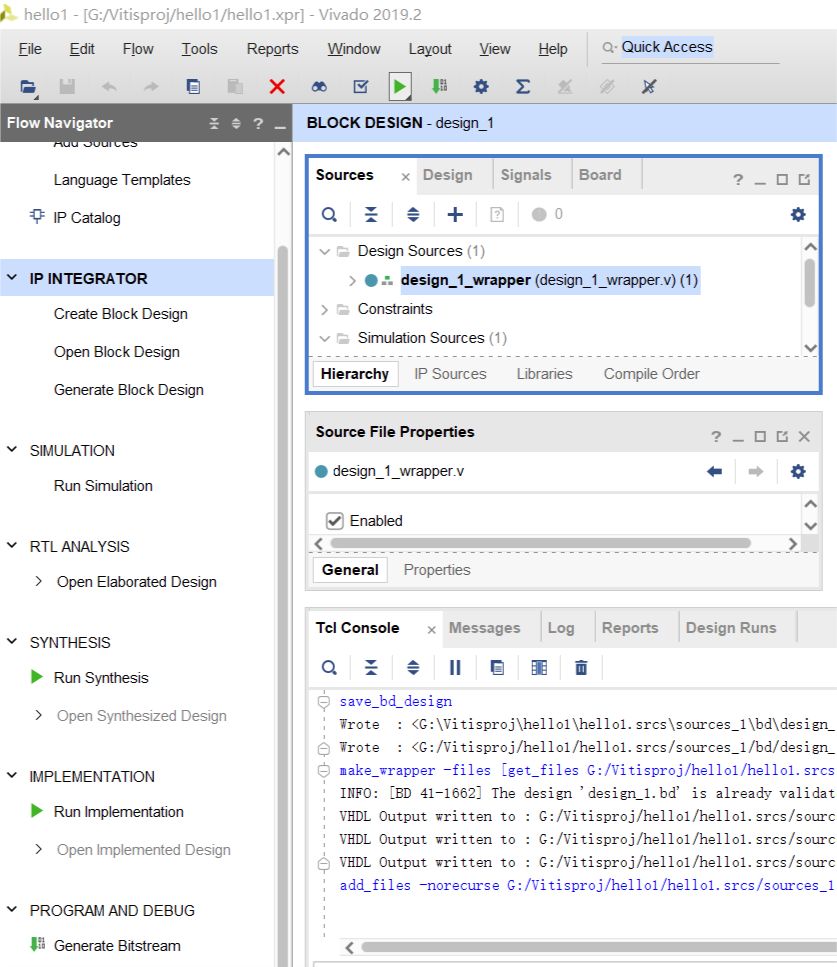 hello1 - [G:/Vitisproj/hello1/hello1.xpr] - Vivado 2019.2
File Edit Flow Tools Reports Window Layout View Help Quick Access
Flow Navigator
Add Sources
Language Templates
IP Catalog
IP INTEGRATOR
Create Block Design
Open Block Design
Generate Block Design
SIMULATION
Run Simulation
RTL ANALYSIS
Open Elaborated Design
SYNTHESIS
Run Synthesis
Open Synthesized Design
IMPLEMENTATION
Run Implementation
Open Implemented Design
PROGRAM AND DEBUG
Generate Bitstream
BLOCK DESIGN - design_1
Sources Design Signals Board
0
Design Sources (1)
design_1_wrapper (design_1_wrapper.v) (1)
Constraints
Simulation Sources (1)
Hierarchy IP Sources Libraries Compile Order
Source File Properties
design_1_wrapper.v
Enabled
General Properties
Tcl Console Messages Log Reports Design Runs
save_bd_design
Wrote : <G:\Vitisproj\hello1\hello1.srcs\sources_1\bd\design_
Wrote : <G:/Vitisproj/hello1/hello1.srcs/sources_1/bd/design_
make_wrapper -files [get_files G:/Vitisproj/hello1/hello1.srcs
INFO: [BD 41-1662] The design 'design_1.bd' is already validat
VHDL Output written to : G:/Vitisproj/hello1/hello1.srcs/sourc
VHDL Output written to : G:/Vitisproj/hello1/hello1.srcs/sourc
VHDL Output written to : G:/Vitisproj/hello1/hello1.srcs/sourc
add_files -norecurse G:/Vitisproj/hello1/hello1.srcs/sources_1